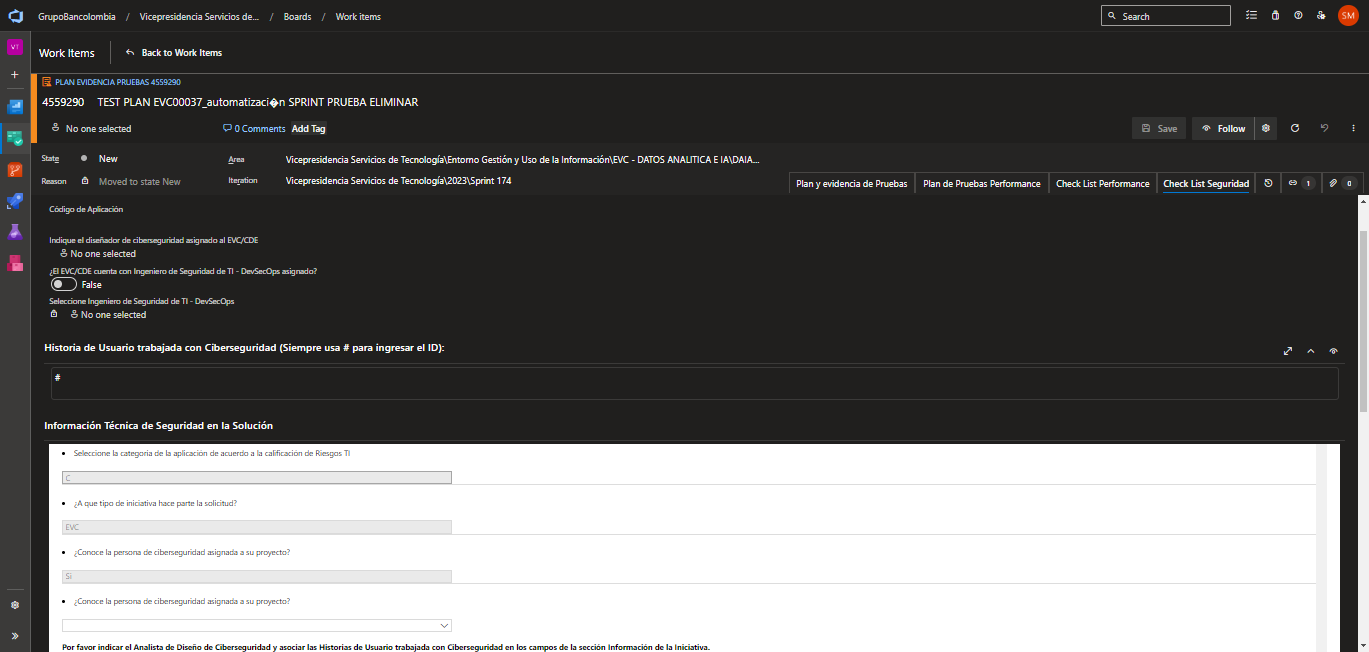 GrupoBancolombia / Vicepresidencia Servicios de... / Boards / Work items
Search
SM
VT
Work Items
Back to Work Items
PLAN EVIDENCIA PRUEBAS 4559290
4559290 TEST PLAN EVC00037_automatizaci�n SPRINT PRUEBA ELIMINAR
No one selected
0 Comments
Add Tag
Save
Follow
State
New
Area
Vicepresidencia Servicios de Tecnología\Entorno Gestión y Uso de la Información\EVC - DATOS ANALITICA E IA\DAIA...
Reason
Moved to state New
Iteration
Vicepresidencia Servicios de Tecnología\2023\Sprint 174
Plan y evidencia de Pruebas
Plan de Pruebas Performance
Check List Performance
Check List Seguridad
1
0
Código de Aplicación
Indique el diseñador de ciberseguridad asignado al EVC/CDE
No one selected
¿El EVC/CDE cuenta con Ingeniero de Seguridad de TI - DevSecOps asignado?
False
Seleccione Ingeniero de Seguridad de TI - DevSecOps
No one selected
Historia de Usuario trabajada con Ciberseguridad (Siempre usa # para ingresar el ID):
#
Información Técnica de Seguridad en la Solución
• Seleccione la categoría de la aplicación de acuerdo a la calificación de Riesgos TI
C
• ¿A que tipo de iniciativa hace parte la solicitud?
EVC
• ¿Conoce la persona de ciberseguridad asignada a su proyecto?
Si
• ¿Conoce la persona de ciberseguridad asignada a su proyecto?
Por favor indicar el Analista de Diseño de Ciberseguridad y asociar las Historias de Usuario trabajada con Ciberseguridad en los campos de la sección Información de la Iniciativa.